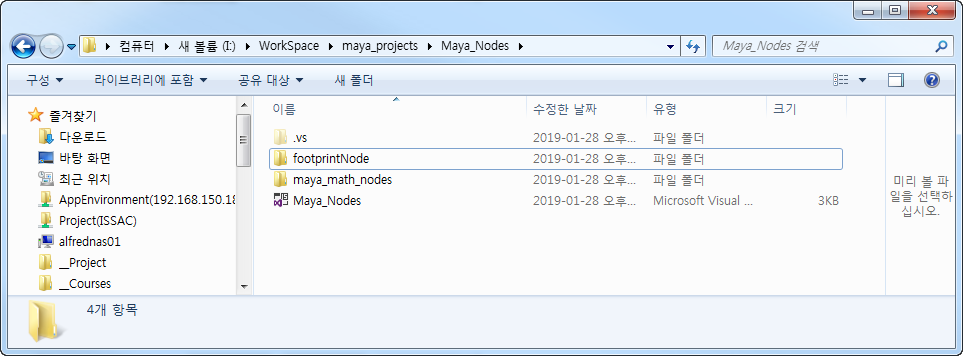 컴퓨터 ▸ 새 볼륨 (I:) ▸ WorkSpace ▸ maya_projects ▸ Maya_Nodes ▸ Maya_Nodes 검색
구성 라이브러리에 포함 공유 대상 새 폴더
즐겨찾기
다운로드
바탕 화면
최근 위치
AppEnvironment(192.168.150.18
Project(ISSAC)
alfrednas01
__Project
__Courses
이름 수정한 날짜 유형 크기
.vs 2019-01-28 오후... 파일 폴더
footprintNode 2019-01-28 오후... 파일 폴더
maya_math_nodes 2019-01-28 오후... 파일 폴더
Maya_Nodes 2019-01-28 오후... Microsoft Visual ... 3KB
미리 볼 파
일을 선택하
십시오.
4개 항목